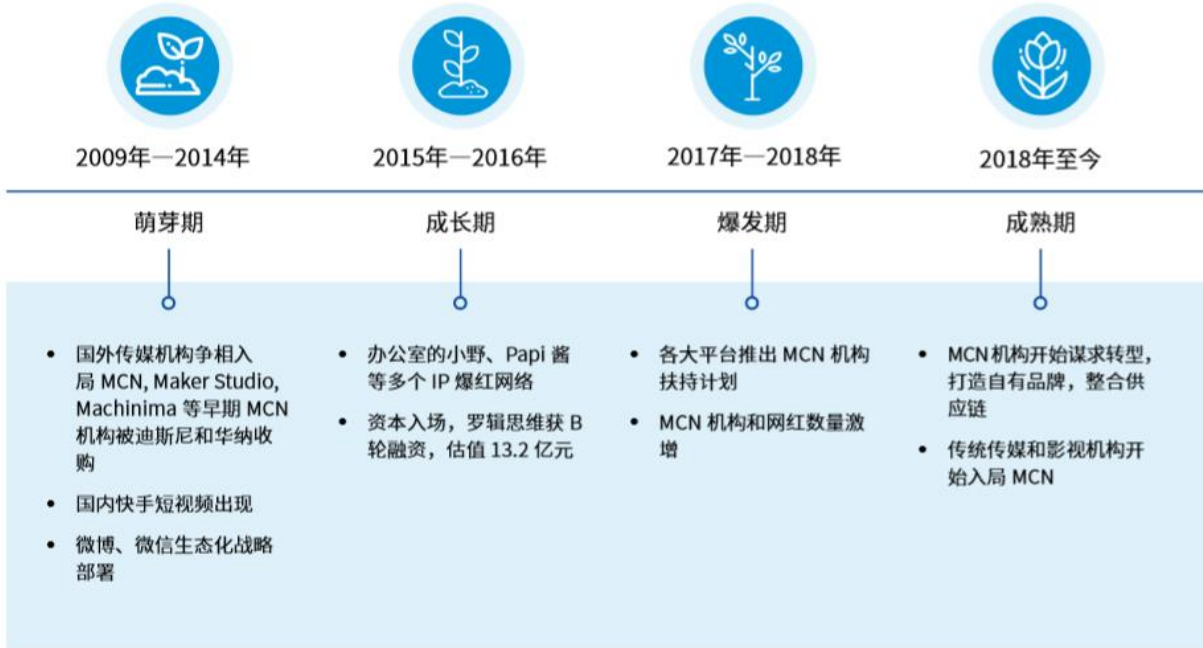 2009年—2014年
2015年—2016年
2017年—2018年
2018年至今
萌芽期
成长期
爆发期
成熟期
• 国外传媒机构争相入
局 MCN, Maker Studio,
Machinima 等早期 MCN
机构被迪斯尼和华纳收
购
• 国内快手短视频出现
• 微博、微信生态化战略
部署
• 办公室的小野、Papi 酱
等多个 IP 爆红网络
• 资本入场，罗辑思维获 B
轮融资，估值 13.2 亿元
• 各大平台推出 MCN 机构
扶持计划
• MCN 机构和网红数量激
增
• MCN机构开始谋求转型，
打造自有品牌，整合供
应链
• 传统传媒和影视机构开
始入局 MCN